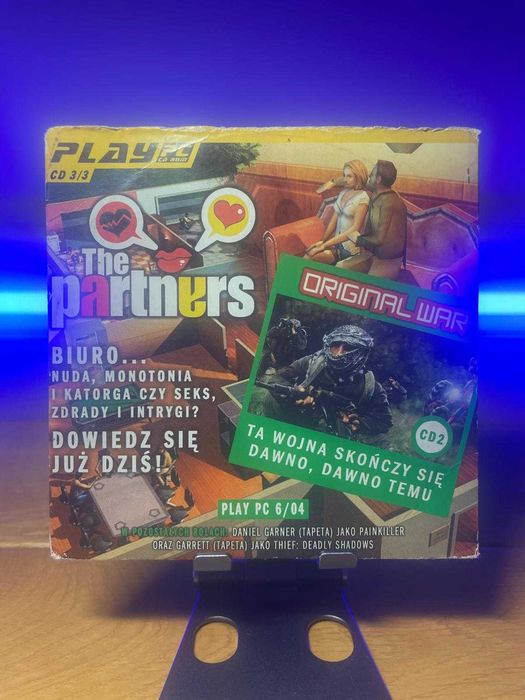 PLAY PC
CD ROM
CD 3/3
The
partners
BIURO...
NUDA, MONOTONIA
I KATORGA CZY SEKS,
ZDRADY I INTRYGI?
DOWIEDZ SIĘ
JUŻ DZIŚ!
ORIGINAL WAR
CD2
TA WOJNA SKOŃCZY SIĘ
DAWNO, DAWNO TEMU
PLAY PC 6/04
W POZOSTAŁYCH ROLACH: DANIEL GARNER (TAPETA) JAKO PAINKILLER
ORAZ GARRETT (TAPETA) JAKO THIEF: DEADLY SHADOWS